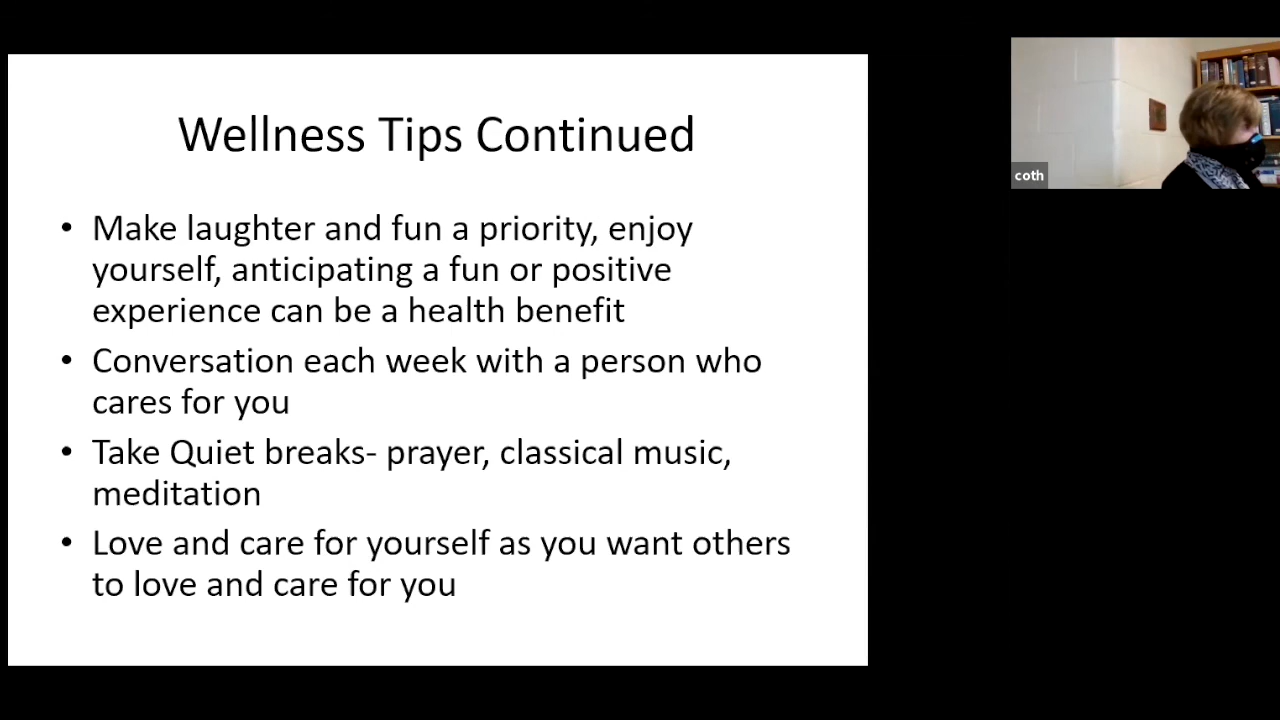 Wellness Tips Continued
• Make laughter and fun a priority, enjoy
yourself, anticipating a fun or positive
experience can be a health benefit
• Conversation each week with a person who
cares for you
• Take Quiet breaks- prayer, classical music,
meditation
• Love and care for yourself as you want others
to love and care for you
coth